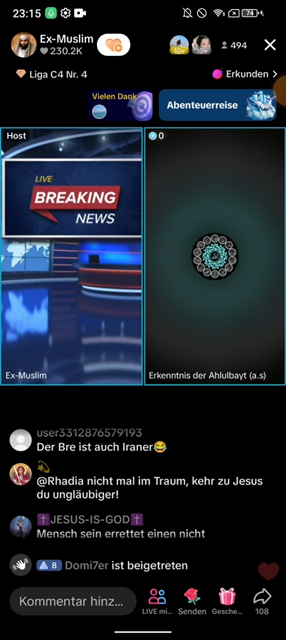 23:15
74
Ex-Muslim
230.2K
10
10
494
Liga C4 Nr. 4
Erkunden >
Vielen Dank
Abenteuerreise
Host
0
LIVE
BREAKING
NEWS
Ex-Muslim
Erkenntnis der Ahlulbayt (a.s)
user3312876579193
Der Bre ist auch Iraner😂
💫
@Rhadia nicht mal im Traum, kehr zu Jesus
du ungläubiger!
✝️JESUS-IS-GOD✝️
Mensch sein errettet einen nicht
8 Domi7er ist beigetreten
Kommentar hinz...
LIVE mi...
Senden
Gesche...
108